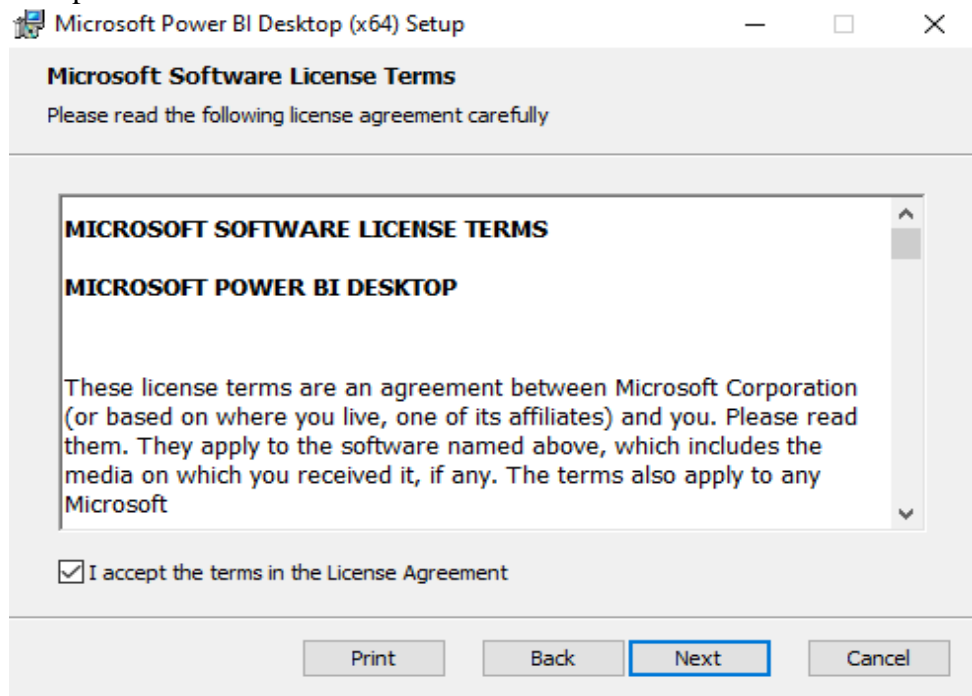 Microsoft Power BI Desktop (x64) Setup
Microsoft Software License Terms
Please read the following license agreement carefully
MICROSOFT SOFTWARE LICENSE TERMS
MICROSOFT POWER BI DESKTOP
These license terms are an agreement between Microsoft Corporation
(or based on where you live, one of its affiliates) and you. Please read
them. They apply to the software named above, which includes the
media on which you received it, if any. The terms also apply to any
Microsoft
I accept the terms in the License Agreement
Print Back Next Cancel